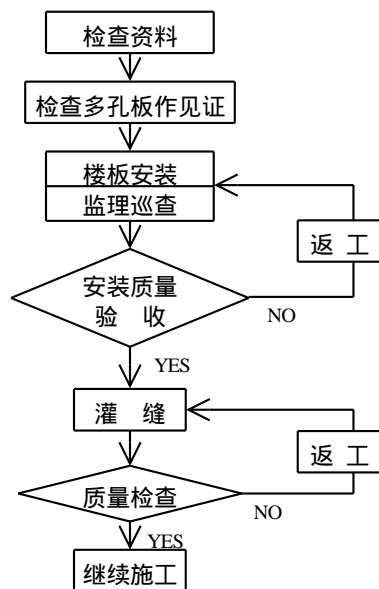 检查资料
检查多孔板作见证
楼板安装
监理巡查
返 工
安装质量
验 收
NO
YES
灌 缝
返 工
质量检查
NO
YES
继续施工